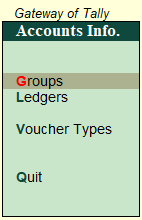 Gateway of Tally
Accounts Info.
Groups
Ledgers
Voucher Types
Quit